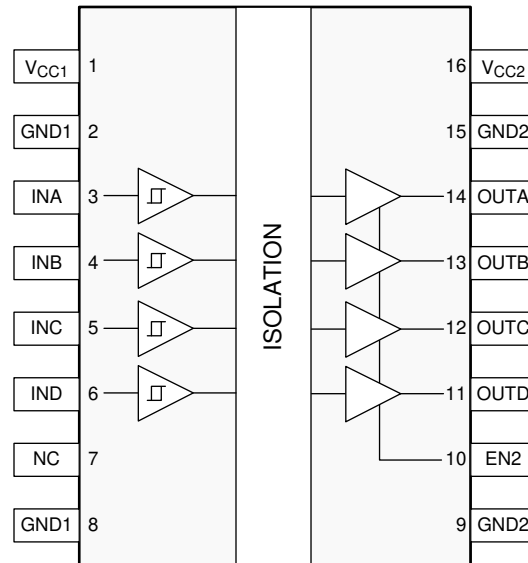 VCC1 1 16 VCC2
GND1 2 15 GND2
INA 3 14 OUTA
INB 4 13 OUTB
INC 5 12 OUTC
IND 6 11 OUTD
NC 7 10 EN2
GND1 8 9 GND2
ISOLATION